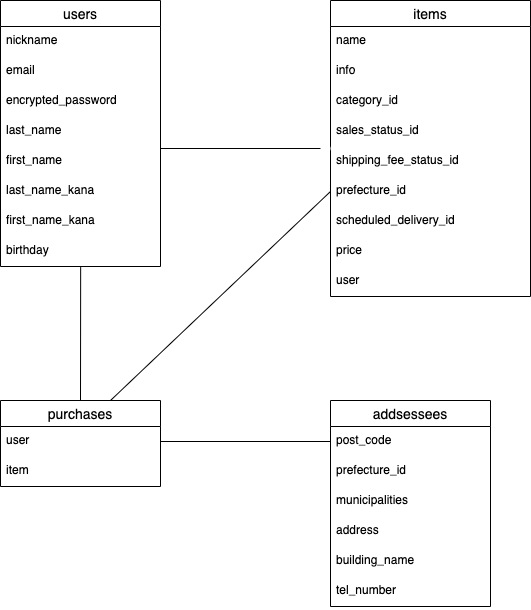 users
nickname
email
encrypted_password
last_name
first_name
last_name_kana
first_name_kana
birthday
items
name
info
category_id
sales_status_id
shipping_fee_status_id
prefecture_id
scheduled_delivery_id
price
user
purchases
user
item
addsessees
post_code
prefecture_id
municipalities
address
building_name
tel_number